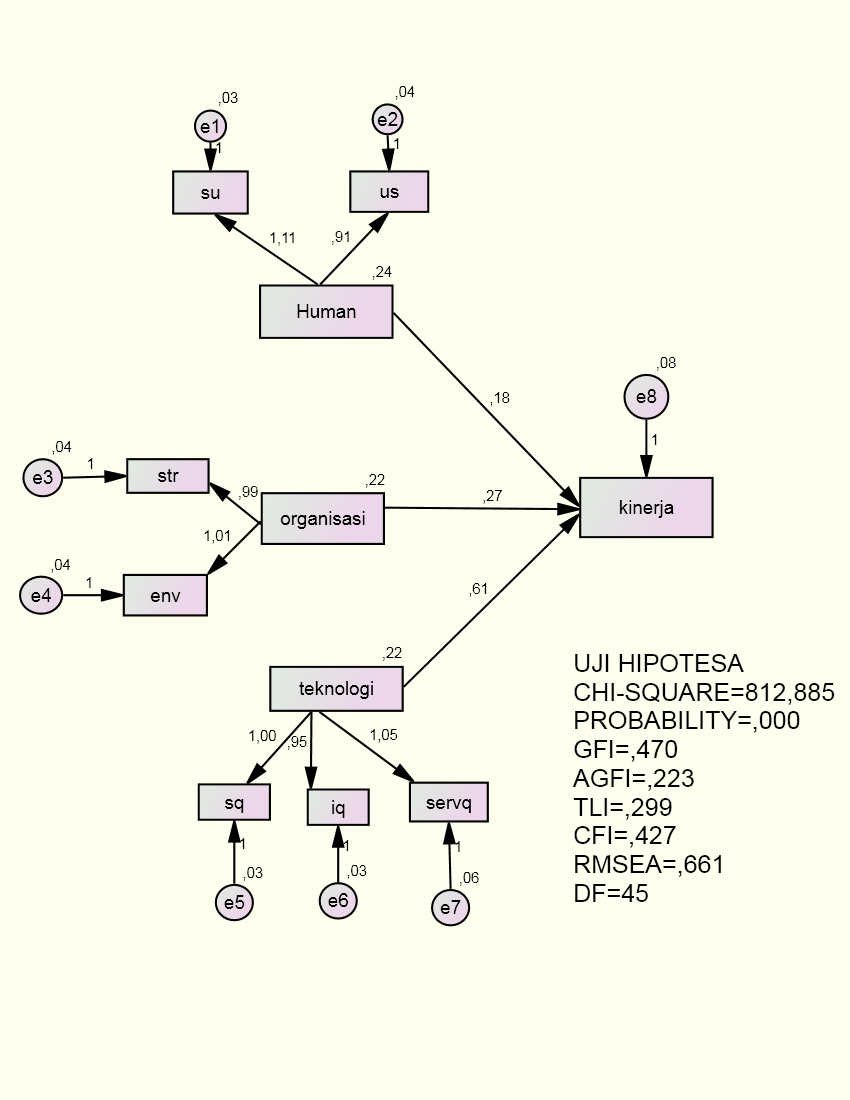 ,03
e1
1
su
,04
e2
1
us
1,11
,91
,24
Human
,18
,08
e8
1
kinerja
,04
e3
1
str
,99
,22
organisasi
,27
1,01
,04
e4
1
env
,61
,22
teknologi
1,00
,95
1,05
sq
iq
servq
1
1
1
,03
e5
,03
e6
,06
e7
UJI HIPOTESA
CHI-SQUARE=812,885
PROBABILITY=,000
GFI=,470
AGFI=,223
TLI=,299
CFI=,427
RMSEA=,661
DF=45